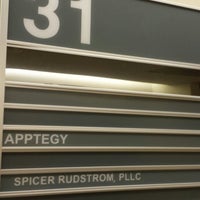 31
APPTEGY
SPICER RUDSTROM, PLLC